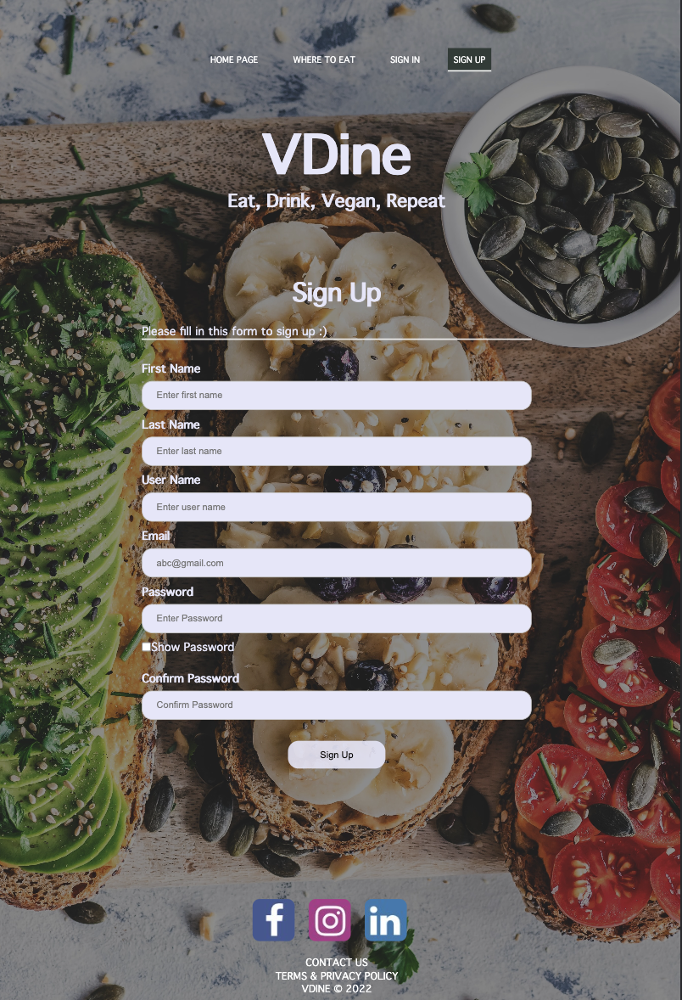 HOME PAGE WHERE TO EAT SIGN IN SIGN UP
VDine
Eat, Drink, Vegan, Repeat
Sign Up
Please fill in this form to sign up :)
First Name
Enter first name
Last Name
Enter last name
User Name
Enter user name
Email
abc@gmail.com
Password
Enter Password
Show Password
Confirm Password
Confirm Password
Sign Up
f in
CONTACT US
TERMS & PRIVACY POLICY
VDINE © 2022